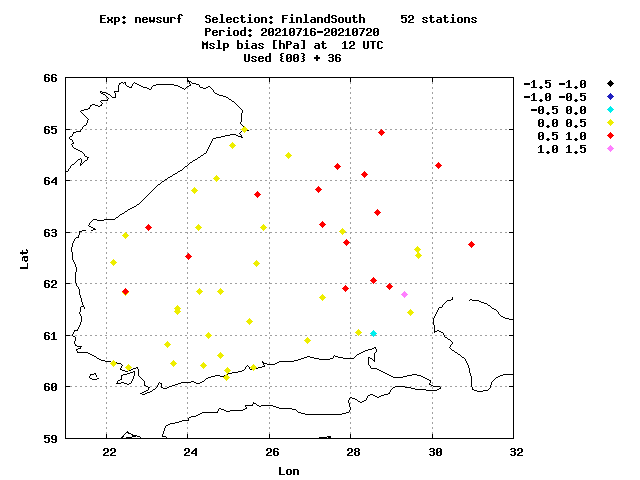 Exp: newsurf Selection: FinlandSouth 52 stations
Period: 20210716-20210720
Mslp bias [hPa] at 12 UTC
Used {00} + 36
66
65
64
63
62
61
60
59
Lat
22 24 26 28 30 32
Lon
-1.5 -1.0
-1.0 -0.5
-0.5 0.0
0.0 0.5
0.5 1.0
1.0 1.5